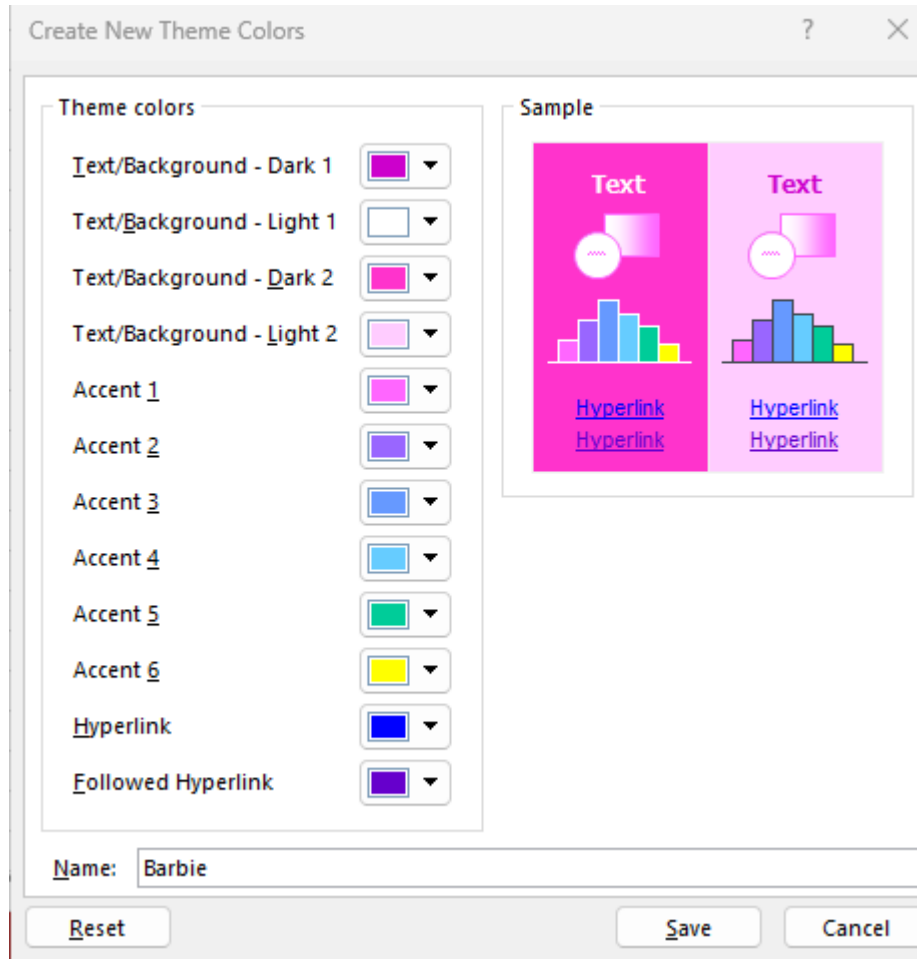 Create New Theme Colors
Theme colors
Text/Background - Dark 1
Text/Background - Light 1
Text/Background - Dark 2
Text/Background - Light 2
Accent 1
Accent 2
Accent 3
Accent 4
Accent 5
Accent 6
Hyperlink
Followed Hyperlink
Sample
Text Text
Hyperlink Hyperlink
Hyperlink Hyperlink
Name: Barbie
Reset Save Cancel